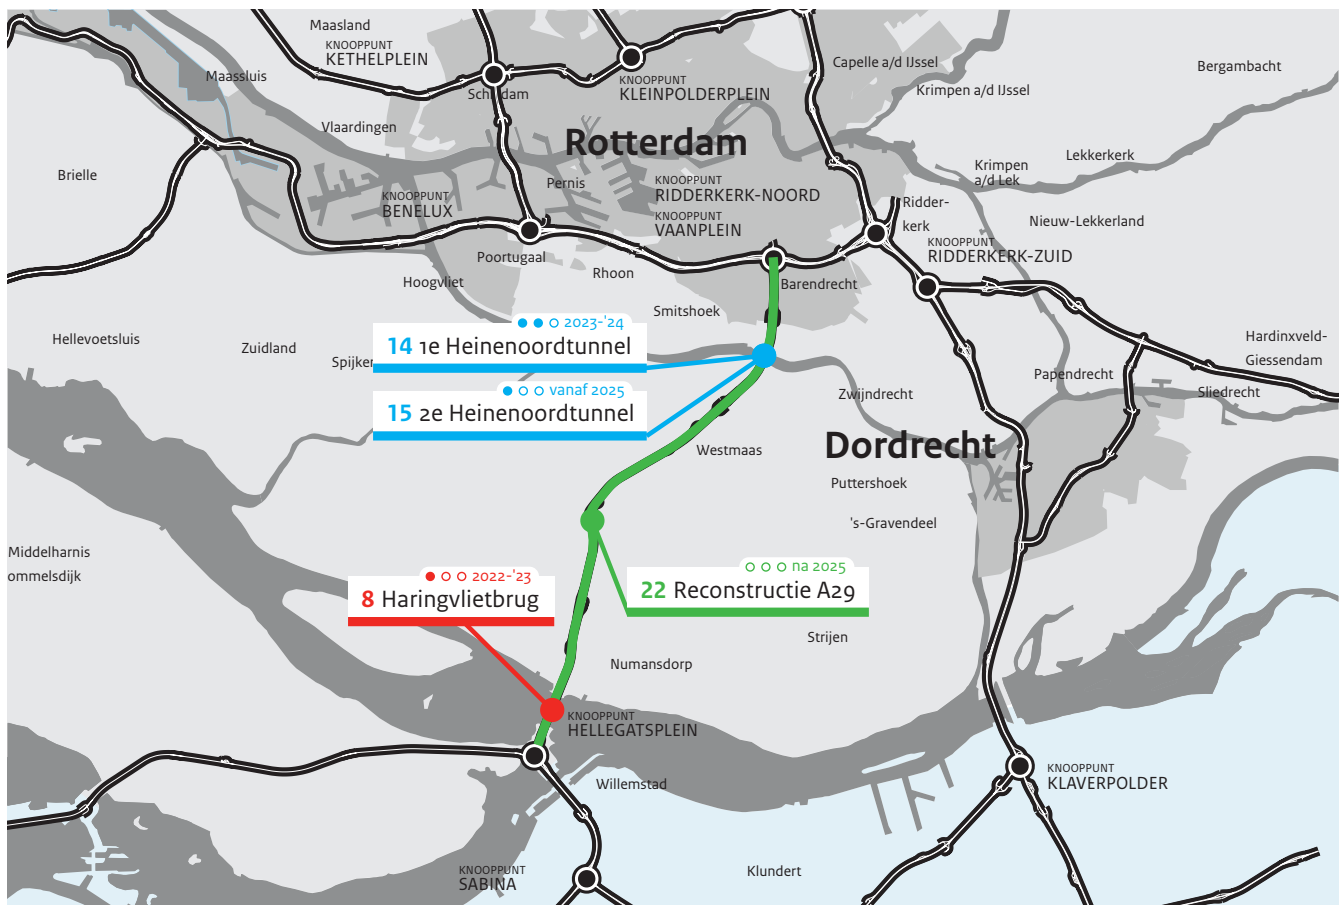 Maasland
KNOOPPUNT
KETHELPLEIN
Maassluis
Schiedam
KNOOPPUNT
KLEINPOLDERPLEIN
Capelle a/d IJssel
Krimpen a/d IJssel
Bergambacht
Vlaardingen
Rotterdam
Brielle
Pernis
KNOOPPUNT
BENELUX
KNOOPPUNT
RIDDERKERK-NOORD
KNOOPPUNT
VAANPLEIN
Krimpen
a/d Lek
Lekkerkerk
Ridder-
kerk
Nieuw-Lekkerland
KNOOPPUNT
RIDDERKERK-ZUID
Poortugaal
Rhoon
Hoogvliet
Barendrecht
Smitshoek
Hellevoetsluis
Zuidland
Spijker
2023-'24
14 1e Heinenoordtunnel
vanaf 2025
15 2e Heinenoordtunnel
Hardinxveld-
Giessendam
Papendrecht
Sliedrecht
Zwijndrecht
Dordrecht
Westmaas
Puttershoek
's-Gravendeel
Middelharnis
ommelsdijk
2022-'23
8 Haringvlietbrug
na 2025
22 Reconstructie A29
Strijen
Numansdorp
KNOOPPUNT
HELLEGATSPLEIN
Willemstad
KNOOPPUNT
KLAVERPOLDER
KNOOPPUNT
SABINA
Klundert